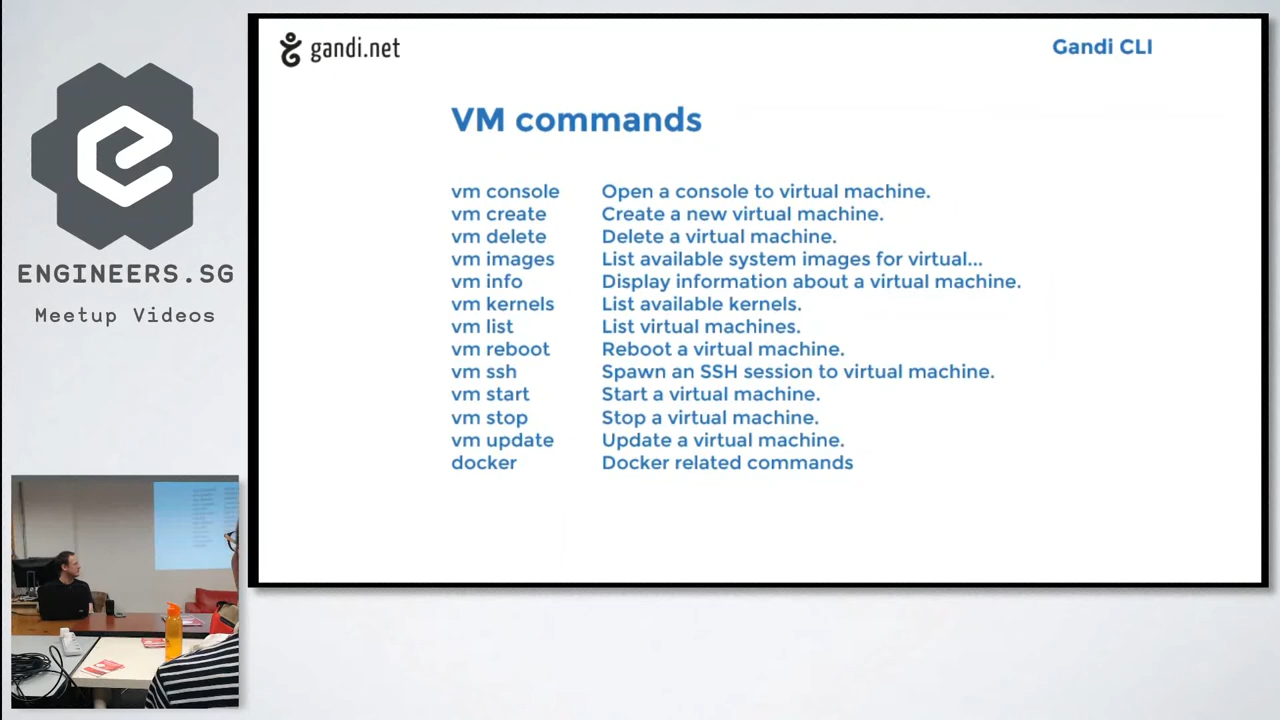 gandi.net
Gandi CLI
VM commands
vm console Open a console to virtual machine.
vm create Create a new virtual machine.
vm delete Delete a virtual machine.
vm images List available system images for virtual...
vm info Display information about a virtual machine.
vm kernels List available kernels.
vm list List virtual machines.
vm reboot Reboot a virtual machine.
vm ssh Spawn an SSH session to virtual machine.
vm start Start a virtual machine.
vm stop Stop a virtual machine.
vm update Update a virtual machine.
docker Docker related commands
ENGINEERS.SG
Meetup Videos